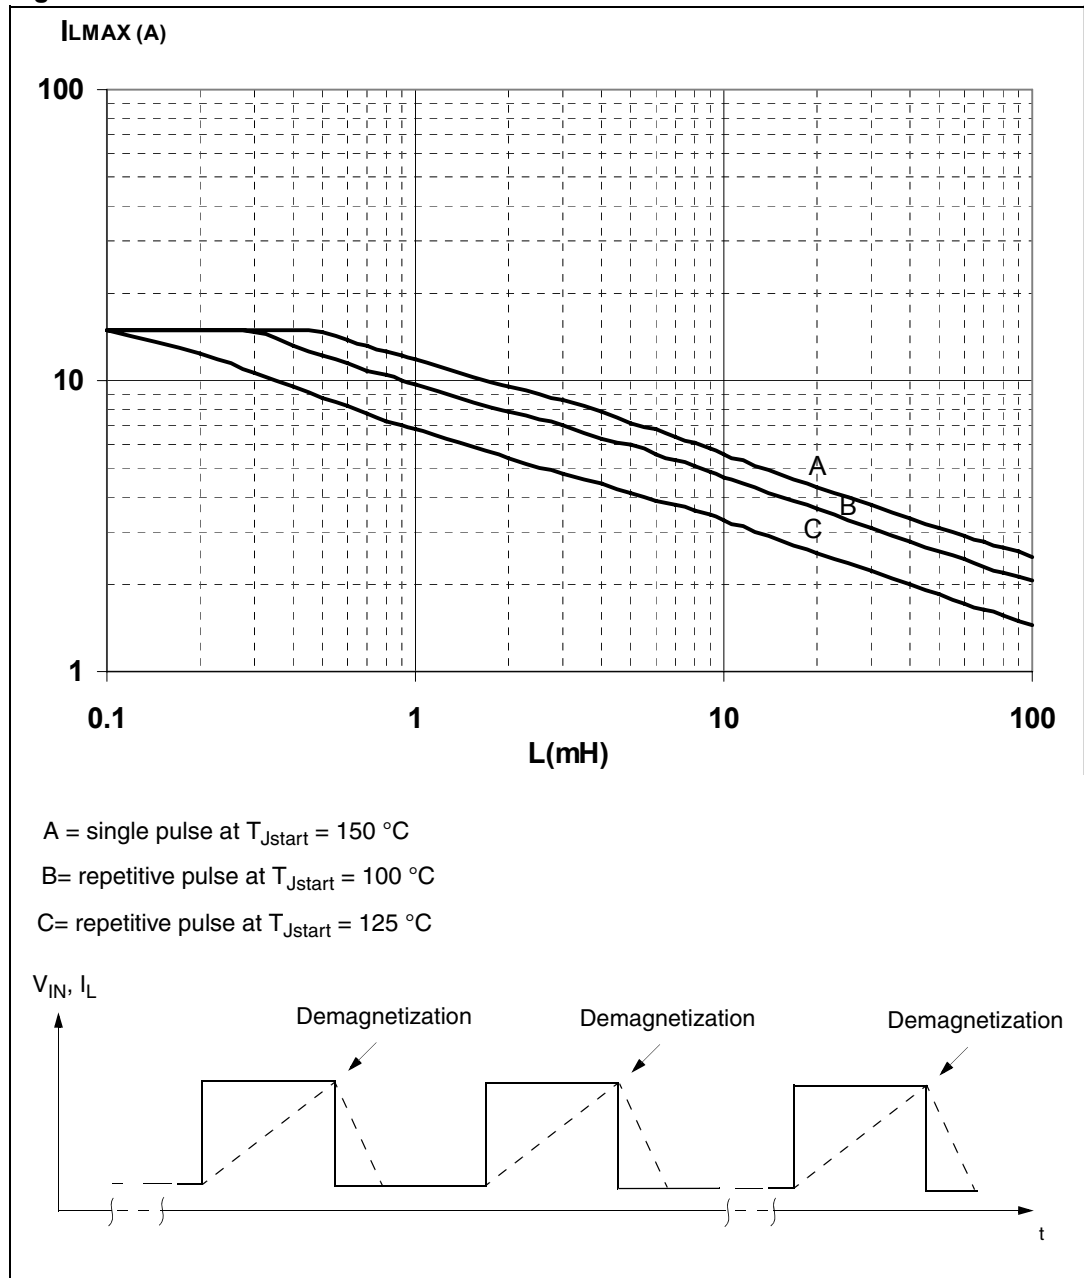 ILMAX (A)
100
10
1
0.1 1 10 100
L(mH)
A
B
C
A = single pulse at TJstart = 150 °C
B= repetitive pulse at TJstart = 100 °C
C= repetitive pulse at TJstart = 125 °C
VIN, IL
Demagnetization Demagnetization Demagnetization
t